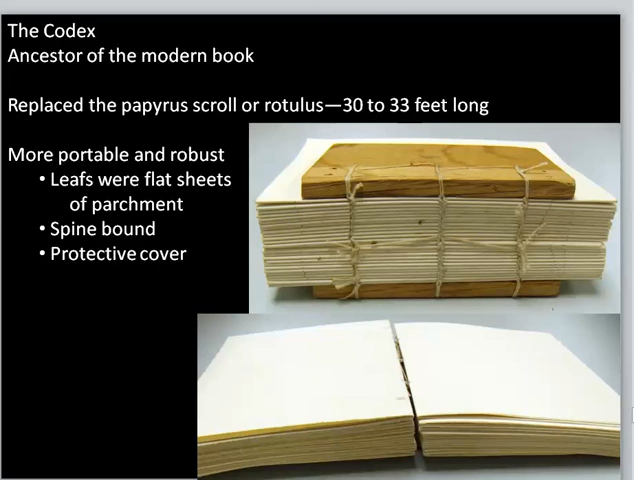 The Codex
Ancestor of the modern book
Replaced the papyrus scroll or rotulus—30 to 33 feet long
More portable and robust
• Leafs were flat sheets
of parchment
• Spine bound
• Protective cover